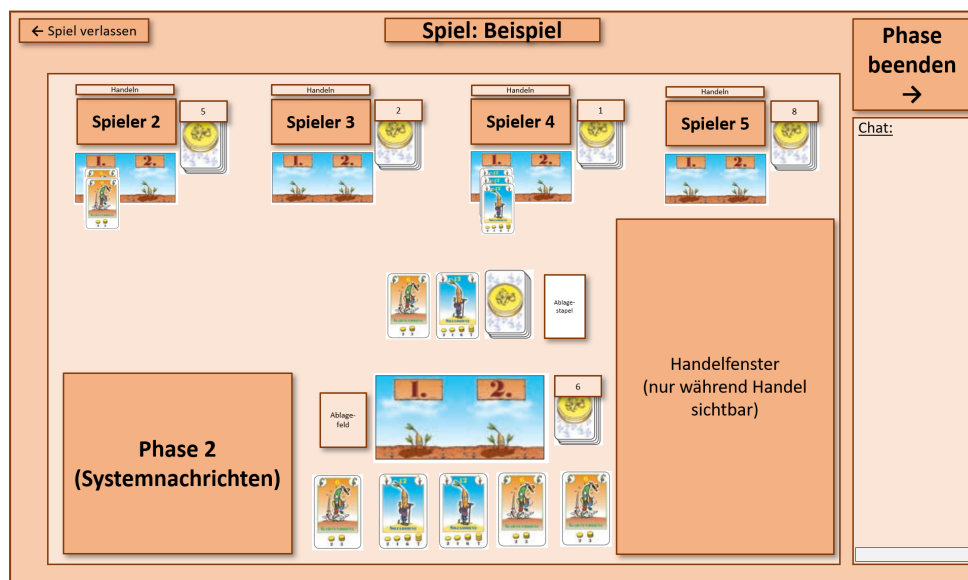 ← Spiel verlassen
Spiel: Beispiel
Phase
beenden
→
Handeln
Handeln
Handeln
Handeln
Spieler 2
5
Spieler 3
2
Spieler 4
1
Spieler 5
8
Chat:
1. 2.
1. 2.
1. 2.
1. 2.
Ablage-
stapel
Handelfenster
(nur während Handel
sichtbar)
1. 2.
6
Ablage-
feld
Phase 2
(Systemnachrichten)